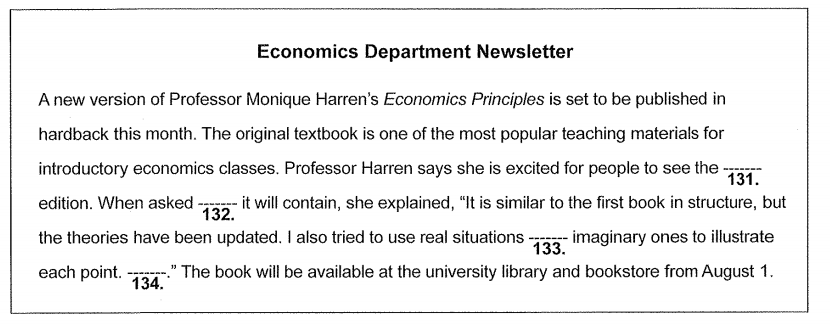 Economics Department Newsletter
A new version of Professor Monique Harren's Economics Principles is set to be published in
hardback this month. The original textbook is one of the most popular teaching materials for
introductory economics classes. Professor Harren says she is excited for people to see the -------
131.
edition. When asked ------- it will contain, she explained, "It is similar to the first book in structure, but
132.
the theories have been updated. I also tried to use real situations ------- imaginary ones to illustrate
133.
each point. -------." The book will be available at the university library and bookstore from August 1.
134.